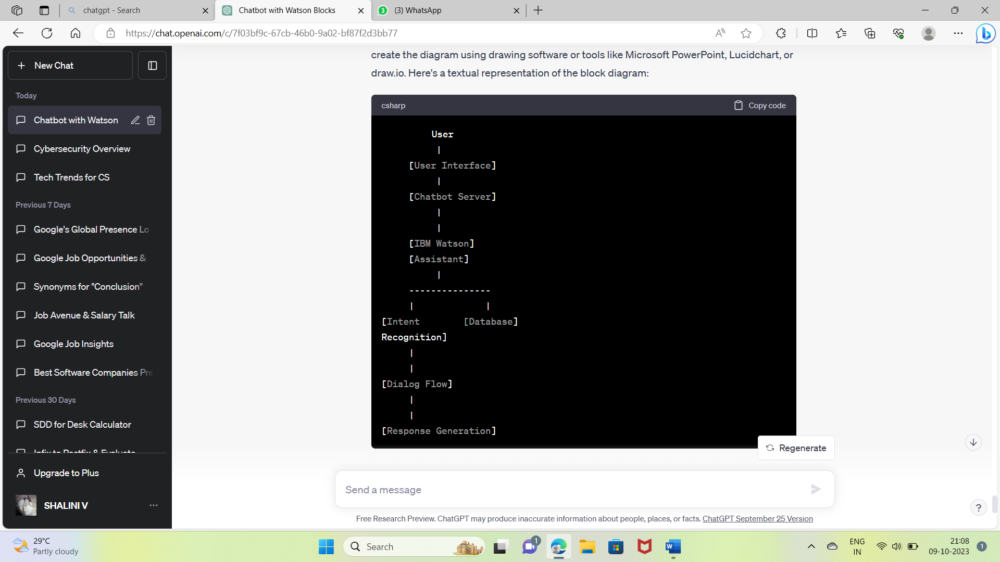 chatgpt - Search
Chatbot with Watson Blocks
(3) WhatsApp
https://chat.openai.com/c/7f03bf9c-67cb-46b0-9a02-bf87f2d3bb77
New Chat
Today
Chatbot with Watson
Cybersecurity Overview
Tech Trends for CS
Previous 7 Days
Google's Global Presence Lo
Google Job Opportunities &
Synonyms for "Conclusion"
Job Avenue & Salary Talk
Google Job Insights
Best Software Companies Pre
Previous 30 Days
SDD for Desk Calculator
Infix to Postfix & Evaluate
Upgrade to Plus
SHALINI V
create the diagram using drawing software or tools like Microsoft PowerPoint, Lucidchart, or
draw.io. Here's a textual representation of the block diagram:
csharp
Copy code
User
|
[User Interface]
|
[Chatbot Server]
|
|
[IBM Watson]
[Assistant]
|
---------------
| |
[Intent [Database]
Recognition]
|
|
[Dialog Flow]
|
|
[Response Generation]
Regenerate
Send a message
Free Research Preview. ChatGPT may produce inaccurate information about people, places, or facts. ChatGPT September 25 Version
?
29°C
Partly cloudy
Search
1
ENG
IN
21:08
09-10-2023
1